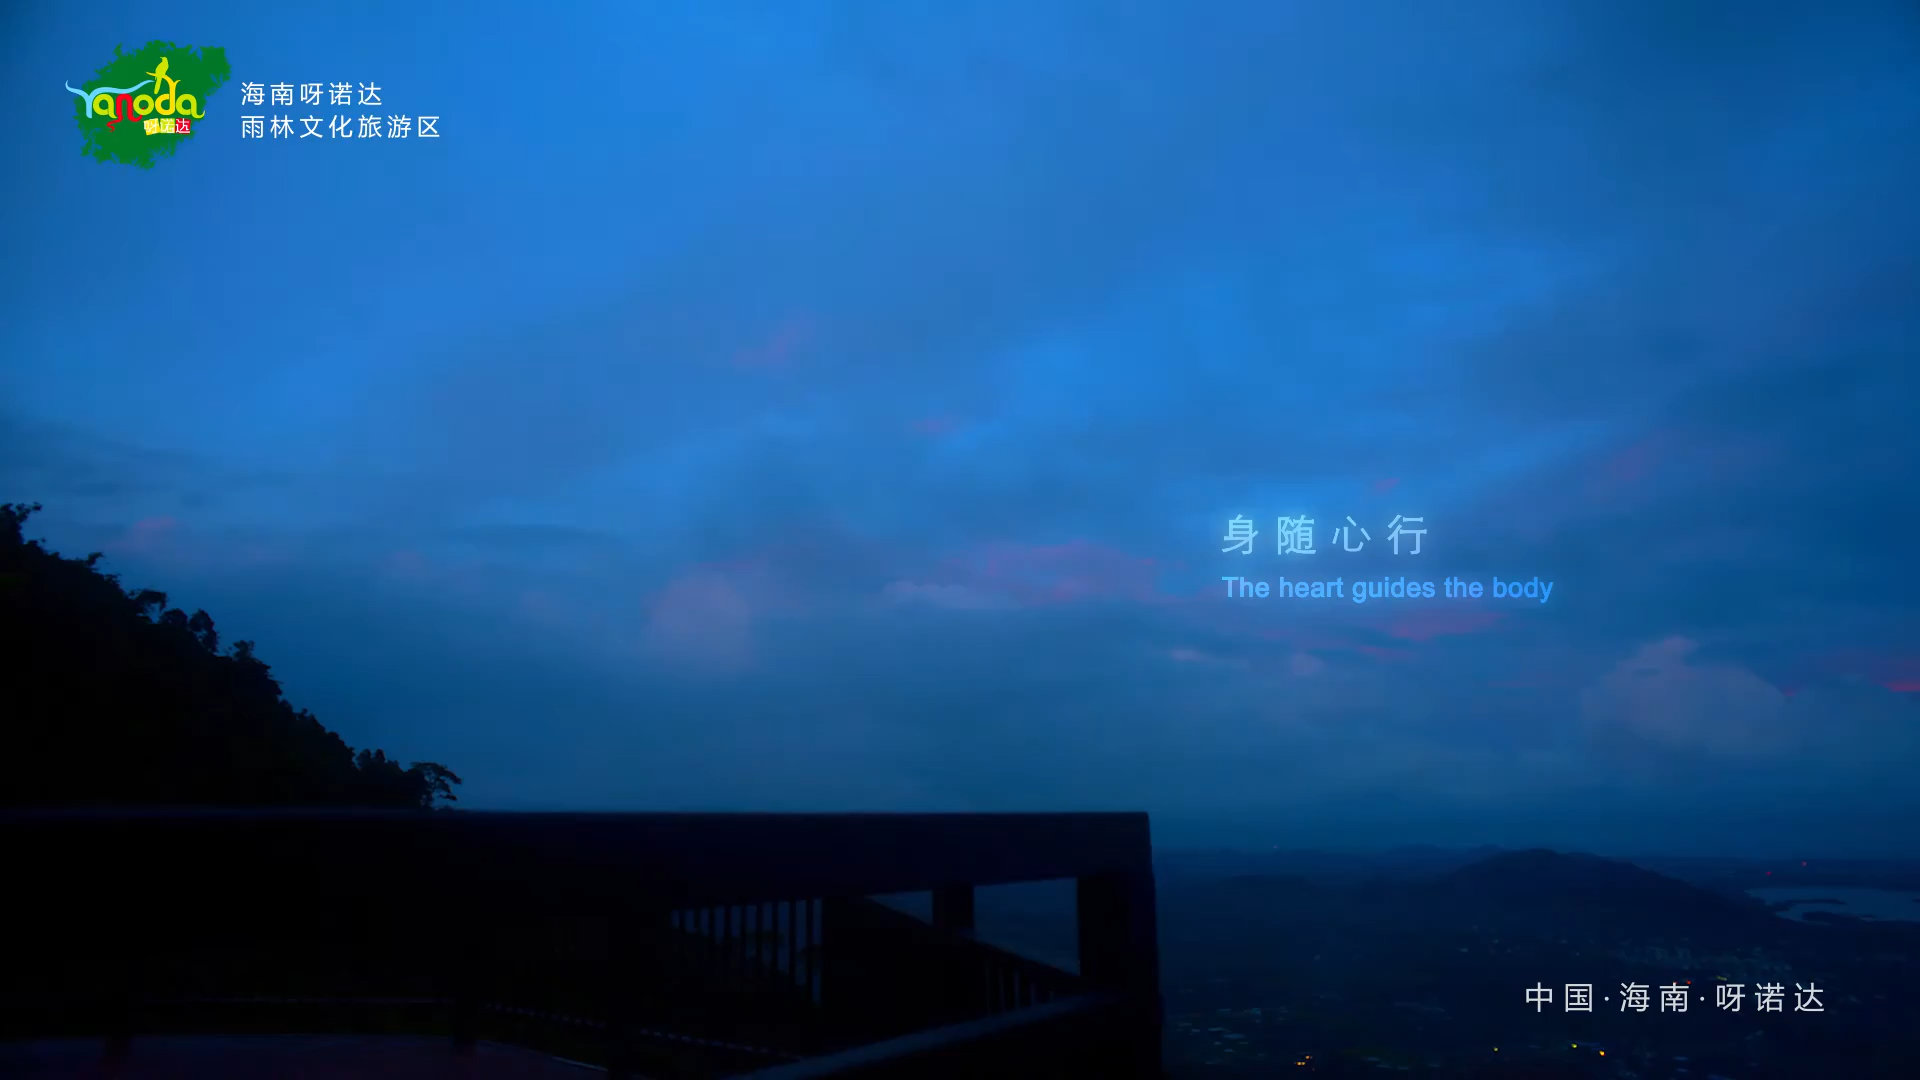 Yanoda
呀诺达
海南呀诺达
雨林文化旅游区
身随心行
The heart guides the body
中国·海南·呀诺达